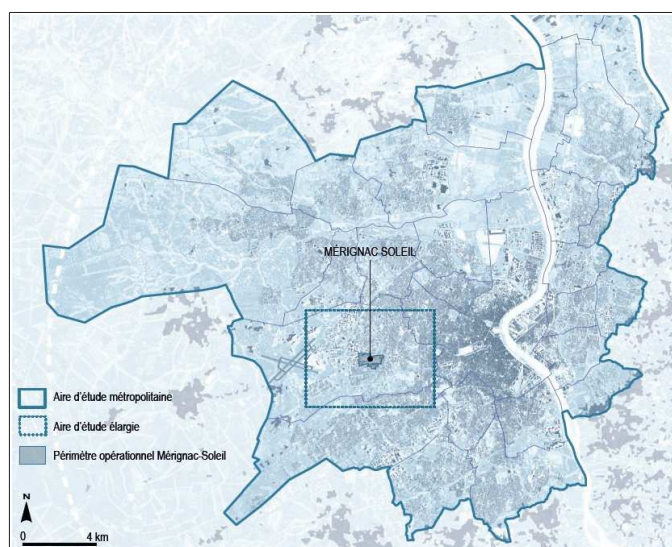 MÉRIGNAC SOLEIL
Aire d'étude métropolitaine
Aire d'étude élargie
Périmètre opérationnel Mérignac-Soleil
N
0 4 km